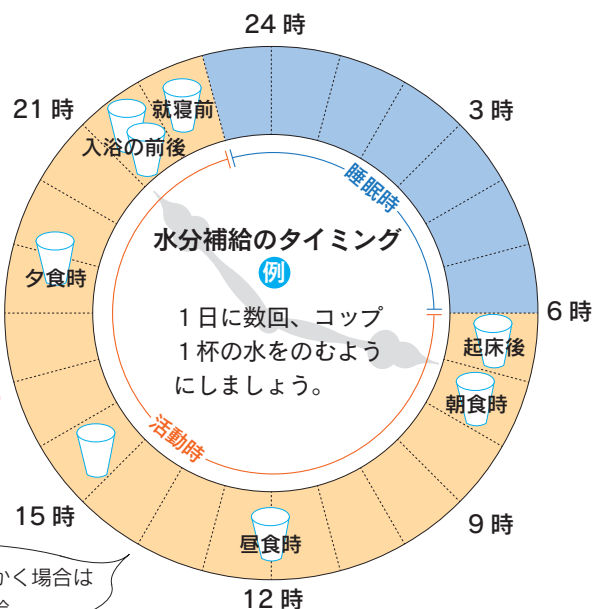 24 時
3 時
6 時
9 時
12 時
15 時
21 時
就寝前
入浴の前後
夕食時
昼食時
朝食時
起床後
睡眠時
活動時
水分補給のタイミング
例
1日に数回、コップ
1杯の水をのむよう
にしましょう。
かく場合は